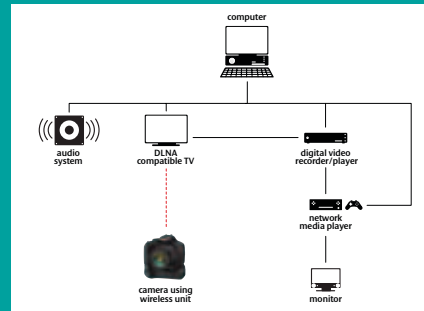 computer
audio
system
DLNA
compatible TV
digital video
recorder/player
network
media player
camera using
wireless unit
monitor